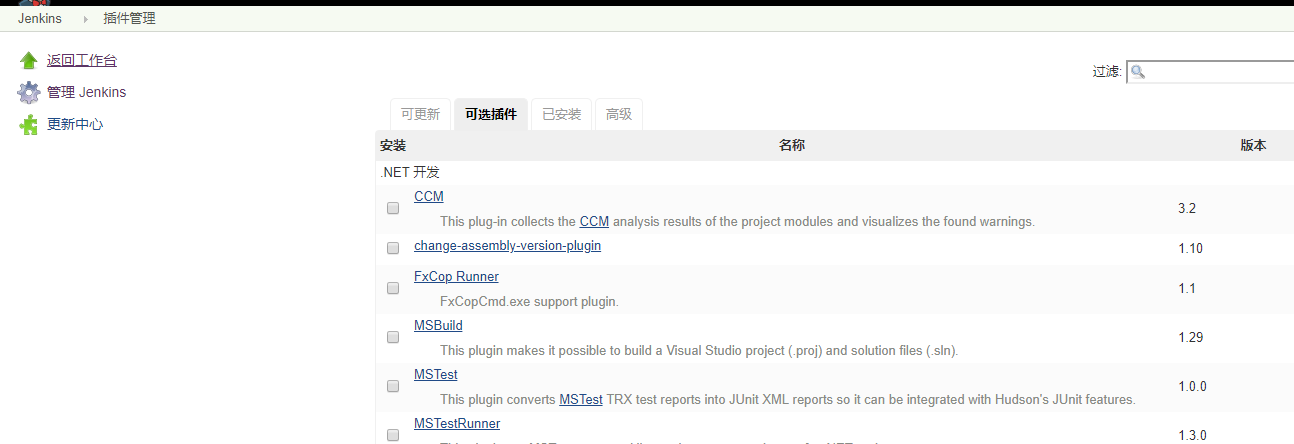 Jenkins 插件管理
返回工作台
管理 Jenkins
更新中心
过滤:
可更新 可选插件 已安装 高级
安装 名称 版本
.NET 开发
CCM
This plug-in collects the CCM analysis results of the project modules and visualizes the found warnings.
3.2
change-assembly-version-plugin
1.10
FxCop Runner
FxCopCmd.exe support plugin.
1.1
MSBuild
This plugin makes it possible to build a Visual Studio project (.proj) and solution files (.sln).
1.29
MSTest
This plugin converts MSTest TRX test reports into JUnit XML reports so it can be integrated with Hudson's JUnit features.
1.0.0
MSTestRunner
1.3.0